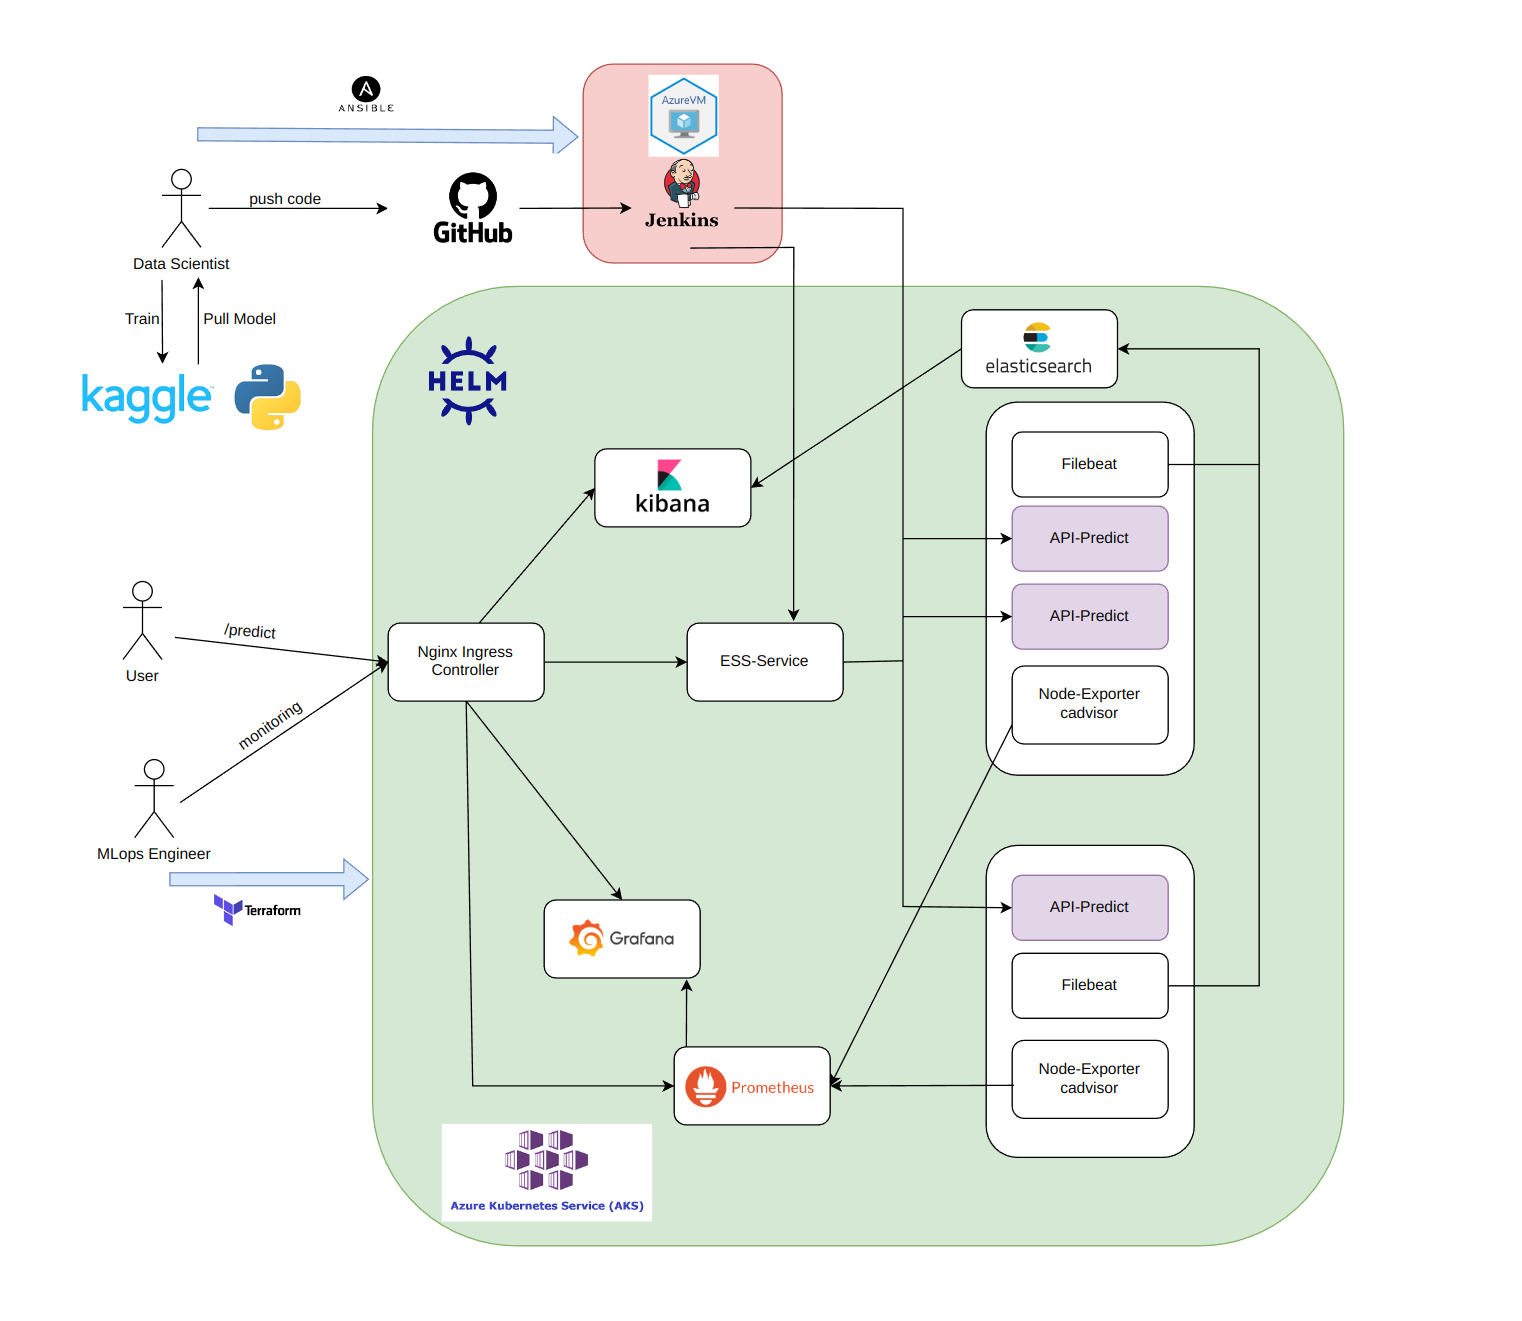 ANSIBLE
AzureVM
push code
GitHub
Jenkins
Data Scientist
Train
Pull Model
kaggle
HELM
elasticsearch
Filebeat
kibana
API-Predict
API-Predict
/predict
User
Nginx Ingress
Controller
ESS-Service
Node-Exporter
cadvisor
monitoring
MLops Engineer
Terraform
API-Predict
Grafana
Filebeat
Node-Exporter
cadvisor
Prometheus
Azure Kubernetes Service (AKS)